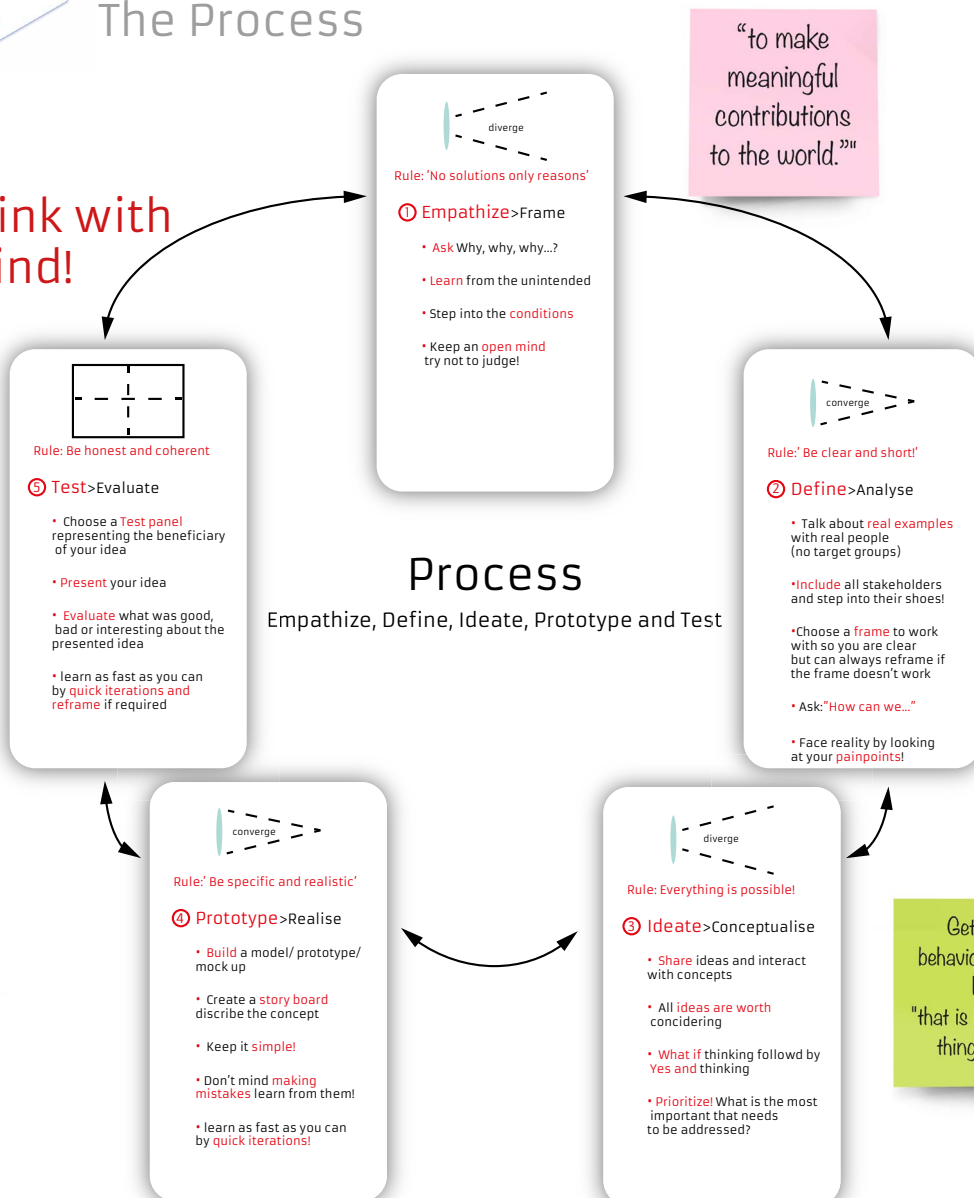 The Process
"to make
meaningful
contributions
to the world.""
ink with
ind!
diverge
Rule: 'No solutions only reasons'
1 Empathize>Frame
• Ask Why, why, why...?
• Learn from the unintended
• Step into the conditions
• Keep an open mind
try not to judge!
Rule: Be honest and coherent
5 Test>Evaluate
• Choose a Test panel
representing the beneficiary
of your idea
• Present your idea
• Evaluate what was good,
bad or interesting about the
presented idea
• learn as fast as you can
by quick iterations and
reframe if required
converge
Rule:' Be clear and short!'
2 Define>Analyse
• Talk about real examples
with real people
(no target groups)
•Include all stakeholders
and step into their shoes!
•Choose a frame to work
with so you are clear
but can always reframe if
the frame doesn't work
• Ask:"How can we..."
• Face reality by looking
at your painpoints!
Process
Empathize, Define, Ideate, Prototype and Test
converge
Rule:' Be specific and realistic'
4 Prototype>Realise
• Build a model/ prototype/
mock up
• Create a story board
discribe the concept
• Keep it simple!
• Don't mind making
mistakes learn from them!
• learn as fast as you can
by quick iterations!
diverge
Rule: Everything is possible!
3 Ideate>Conceptualise
• Share ideas and interact
with concepts
• All ideas are worth
concidering
• What if thinking followd by
Yes and thinking
• Prioritize! What is the most
important that needs
to be addressed?
Get
behavio
"that is
thing